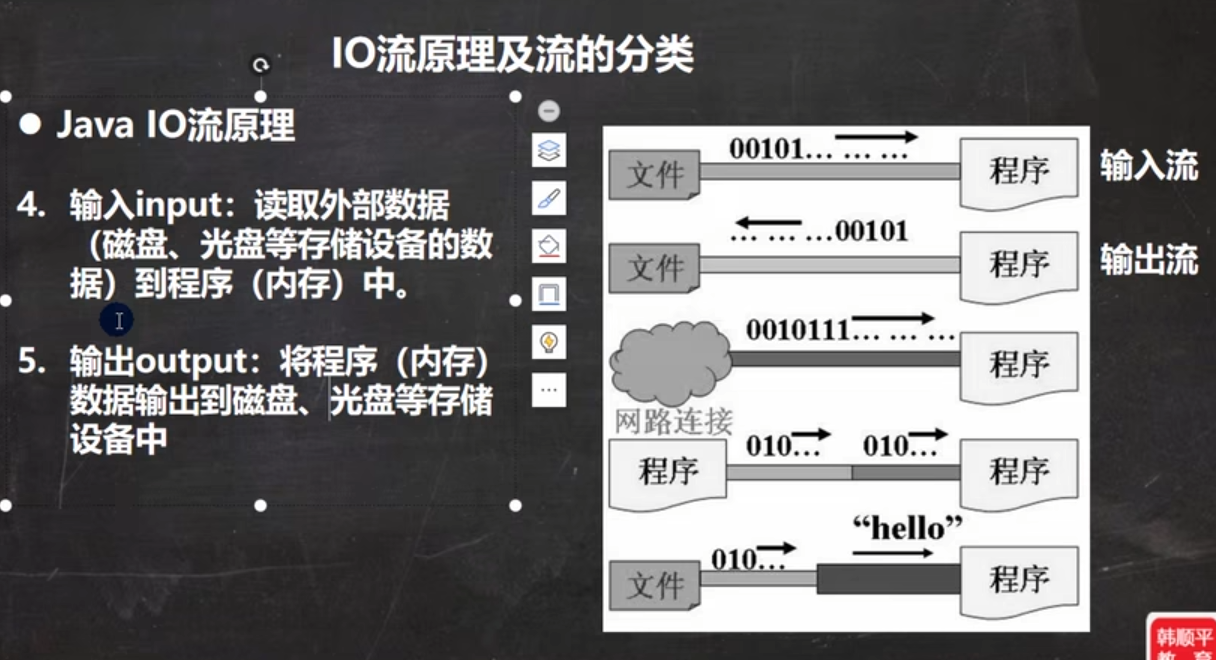 IO流原理及流的分类
● Java IO流原理
4. 输入input：读取外部数据
（磁盘、光盘等存储设备的数
据）到程序（内存）中。
5. 输出output：将程序（内存）
数据输出到磁盘、光盘等存储
设备中
00101… … …
文件
程序
输入流
… … …00101
文件
程序
输出流
0010111… … …
程序
网路连接
010… 010…
程序
程序
“hello”
010…
文件
程序
韩顺平
教 育